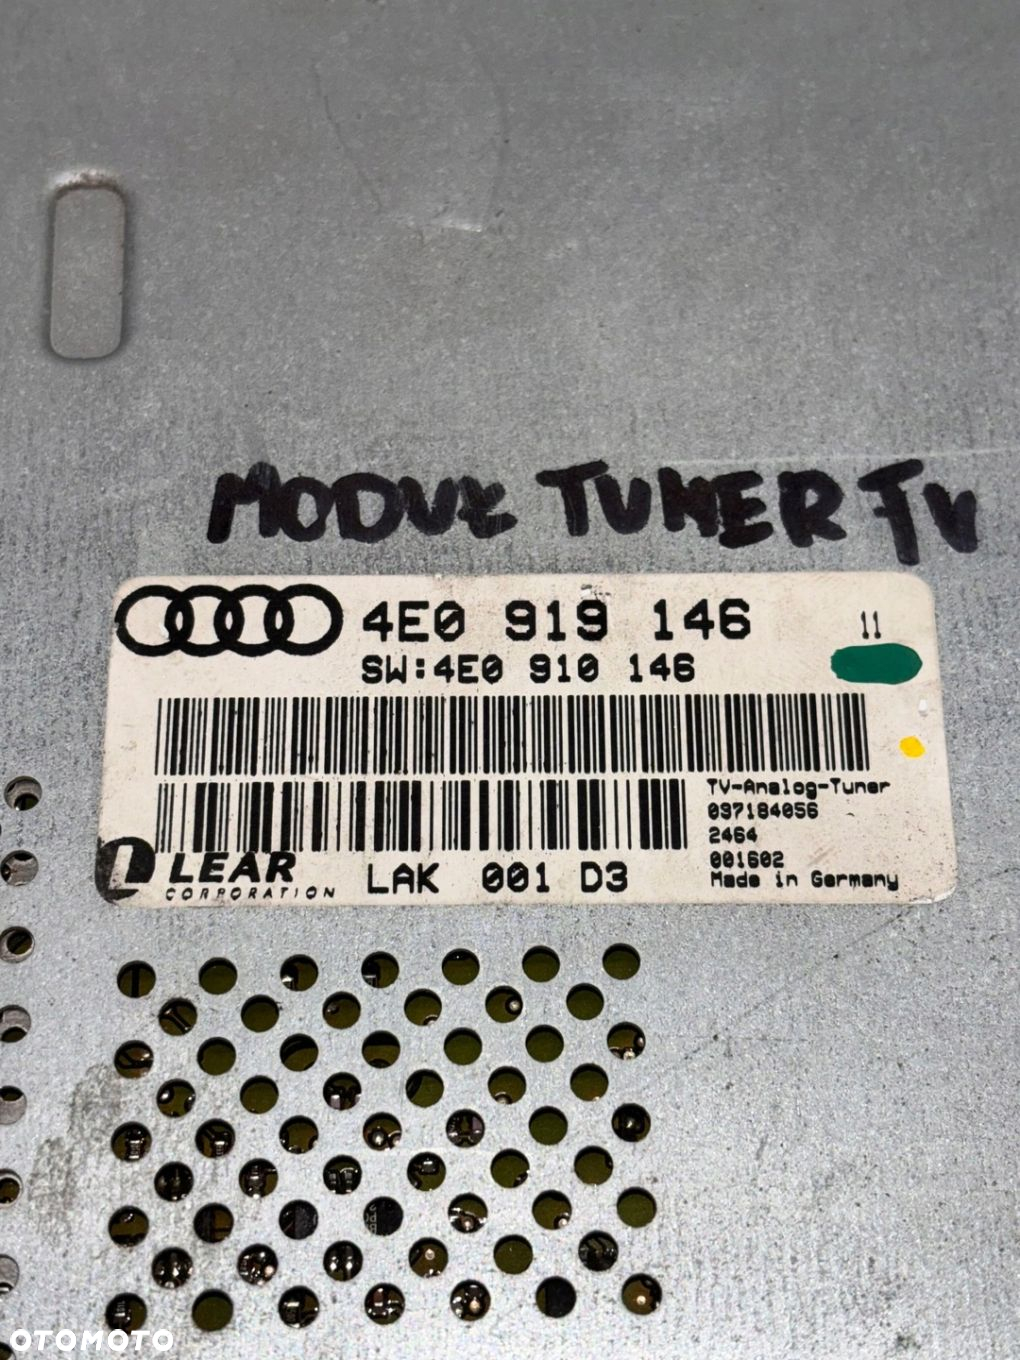 MODUŁ TUNER TV
4E0 919 146
11
SW:4E0 910 146
TV-Analog-Tuner
037184056
2464
001602
Made in Germany
LEAR
CORPORATION
LAK 001 D3
OTOMOTO